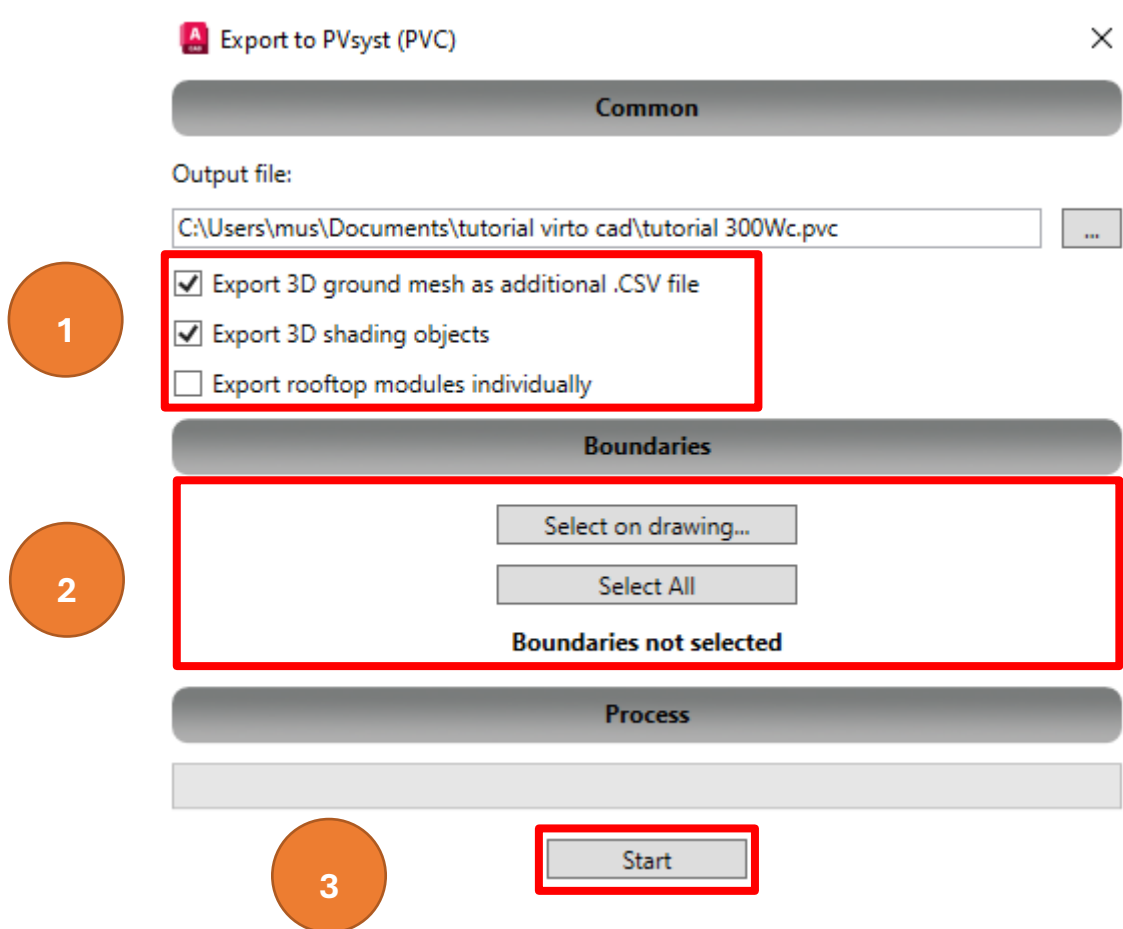 A
CAD
Export to PVsyst (PVC)
Common
Output file:
C:\Users\mus\Documents\tutorial virto cad\tutorial 300Wc.pvc
...
1
Export 3D ground mesh as additional .CSV file
Export 3D shading objects
Export rooftop modules individually
Boundaries
2
Select on drawing...
Select All
Boundaries not selected
Process
3
Start